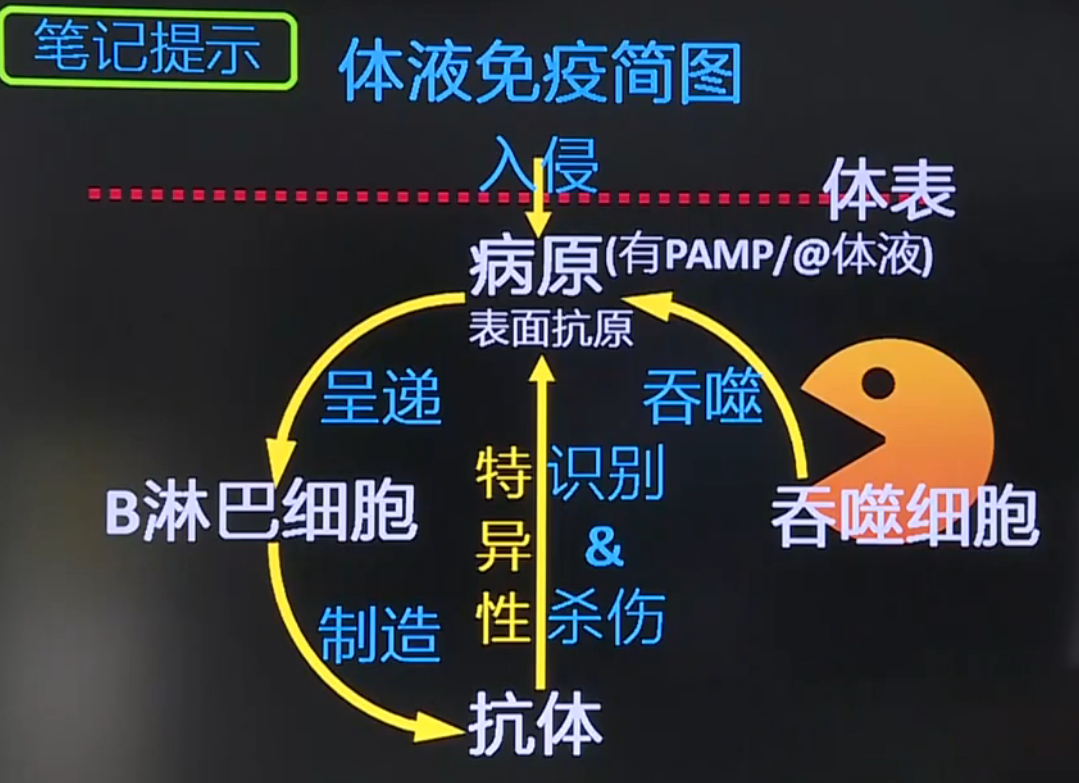 笔记提示
体液免疫简图
入侵
体表
病原(有PAMP/@体液)
表面抗原
呈递
吞噬
特异性
识别
&
杀伤
B淋巴细胞
吞噬细胞
制造
抗体